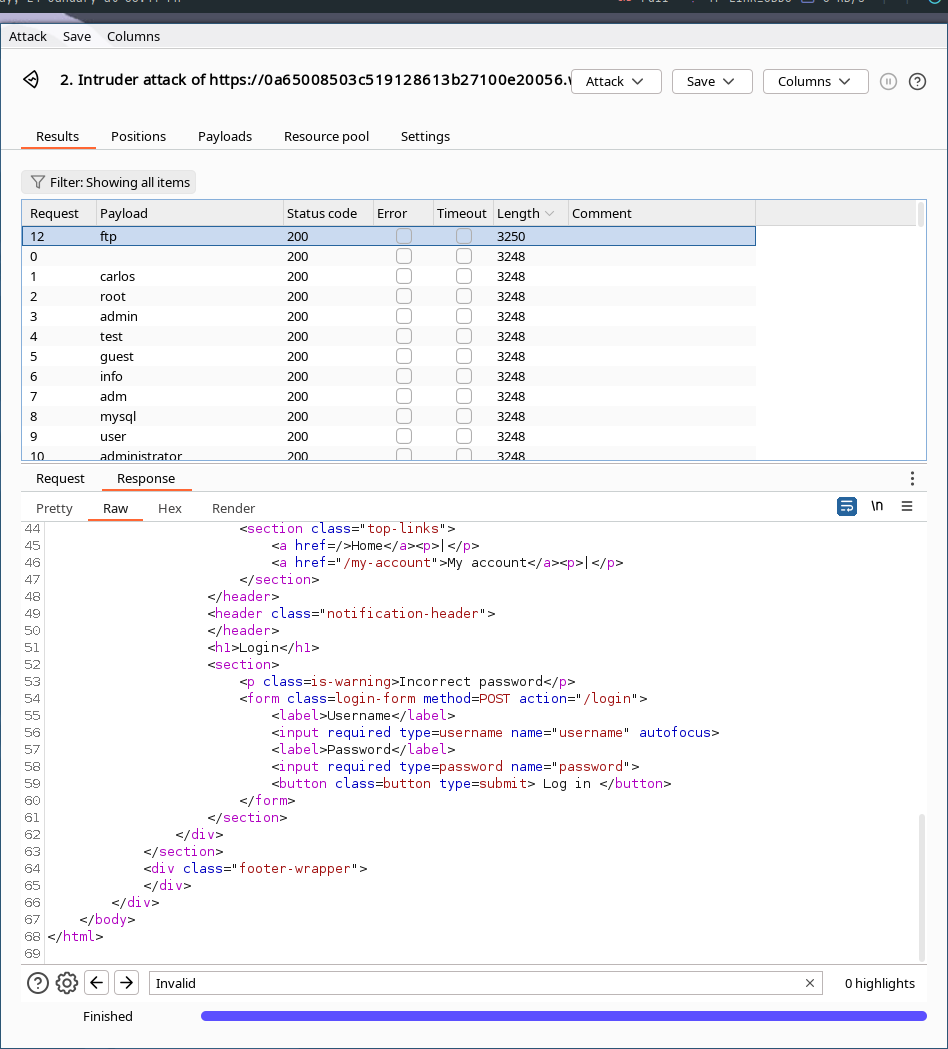 Attack Save Columns
2. Intruder attack of https://0a65008503c519128613b27100e20056. Attack Save Columns
Results Positions Payloads Resource pool Settings
Filter: Showing all items
Request Payload Status code Error Timeout Length Comment
12 ftp 200 3250
0 200 3248
1 carlos 200 3248
2 root 200 3248
3 admin 200 3248
4 test 200 3248
5 guest 200 3248
6 info 200 3248
7 adm 200 3248
8 mysql 200 3248
9 user 200 3248
10 administrator 200 3248
Request Response
Pretty Raw Hex Render \n
44 <section class="top-links">
45 <a href=/>Home</a><p>|</p>
46 <a href="/my-account">My account</a><p>|</p>
47 </section>
48 </header>
49 <header class="notification-header">
50 </header>
51 <h1>Login</h1>
52 <section>
53 <p class=is-warning>Incorrect password</p>
54 <form class=login-form method=POST action="/login">
55 <label>Username</label>
56 <input required type=username name="username" autofocus>
57 <label>Password</label>
58 <input required type=password name="password">
59 <button class=button type=submit> Log in </button>
60 </form>
61 </section>
62 </div>
63 </section>
64 <div class="footer-wrapper">
65 </div>
66 </div>
67 </body>
68 </html>
69
Invalid 0 highlights
Finished